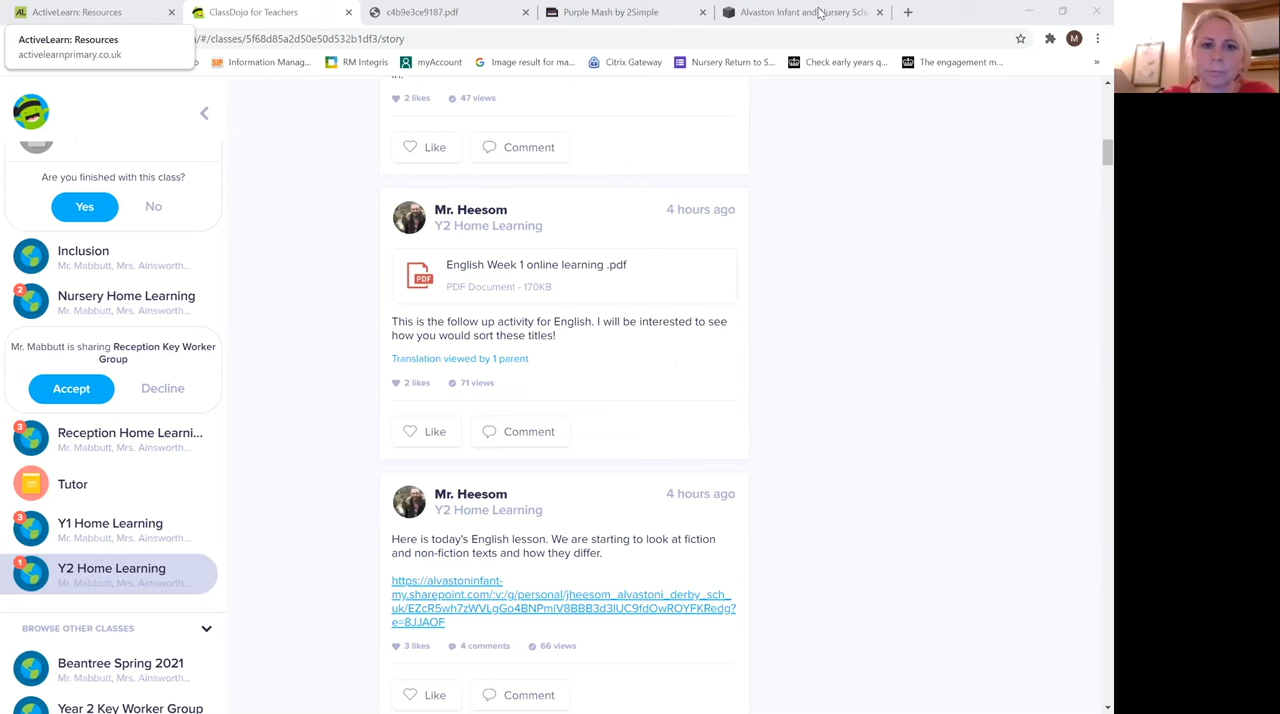 ActiveLearn: Resources
ClassDojo for Teachers
c4b9e3ce9187.pdf
Purple Mash by 2Simple
Alvaston Infant and Nursery Sch
ActiveLearn: Resources
activelearnprimary.co.uk
/#/classes/5f68d85a2d50e50d532b1df3/story
Information Manag...
RM Integris
myAccount
Image result for ma...
Citrix Gateway
Nursery Return to S...
Check early years q...
The engagement m...
M
Are you finished with this class?
Yes
No
Inclusion
Mr. Mabbutt, Mrs. Ainsworth...
2
Nursery Home Learning
Mr. Mabbutt, Mrs. Ainsworth...
Mr. Mabbutt is sharing Reception Key Worker
Group
Accept
Decline
3
Reception Home Learni...
Mr. Mabbutt, Mrs. Ainsworth...
Tutor
3
Y1 Home Learning
Mr. Mabbutt, Mrs. Ainsworth...
1
Y2 Home Learning
Mr. Mabbutt, Mrs. Ainsworth...
BROWSE OTHER CLASSES
Beantree Spring 2021
Mr. Mabbutt, Mrs. Ainsworth...
Year 2 Key Worker Group
in.
2 likes
47 views
Like
Comment
Mr. Heesom
4 hours ago
Y2 Home Learning
PDF
English Week 1 online learning .pdf
PDF Document - 170KB
This is the follow up activity for English. I will be interested to see
how you would sort these titles!
Translation viewed by 1 parent
2 likes
71 views
Like
Comment
Mr. Heesom
4 hours ago
Y2 Home Learning
Here is today's English lesson. We are starting to look at fiction
and non-fiction texts and how they differ.
https://alvastoninfant-
my.sharepoint.com/:v:/g/personal/jheesom_alvastoni_derby_sch_
uk/EZcR5wh7zWVLgGo4BNPmiV8BBB3d3lUC9fdOwROYFKRedg?
e=8JJAOF
3 likes
4 comments
66 views
Like
Comment